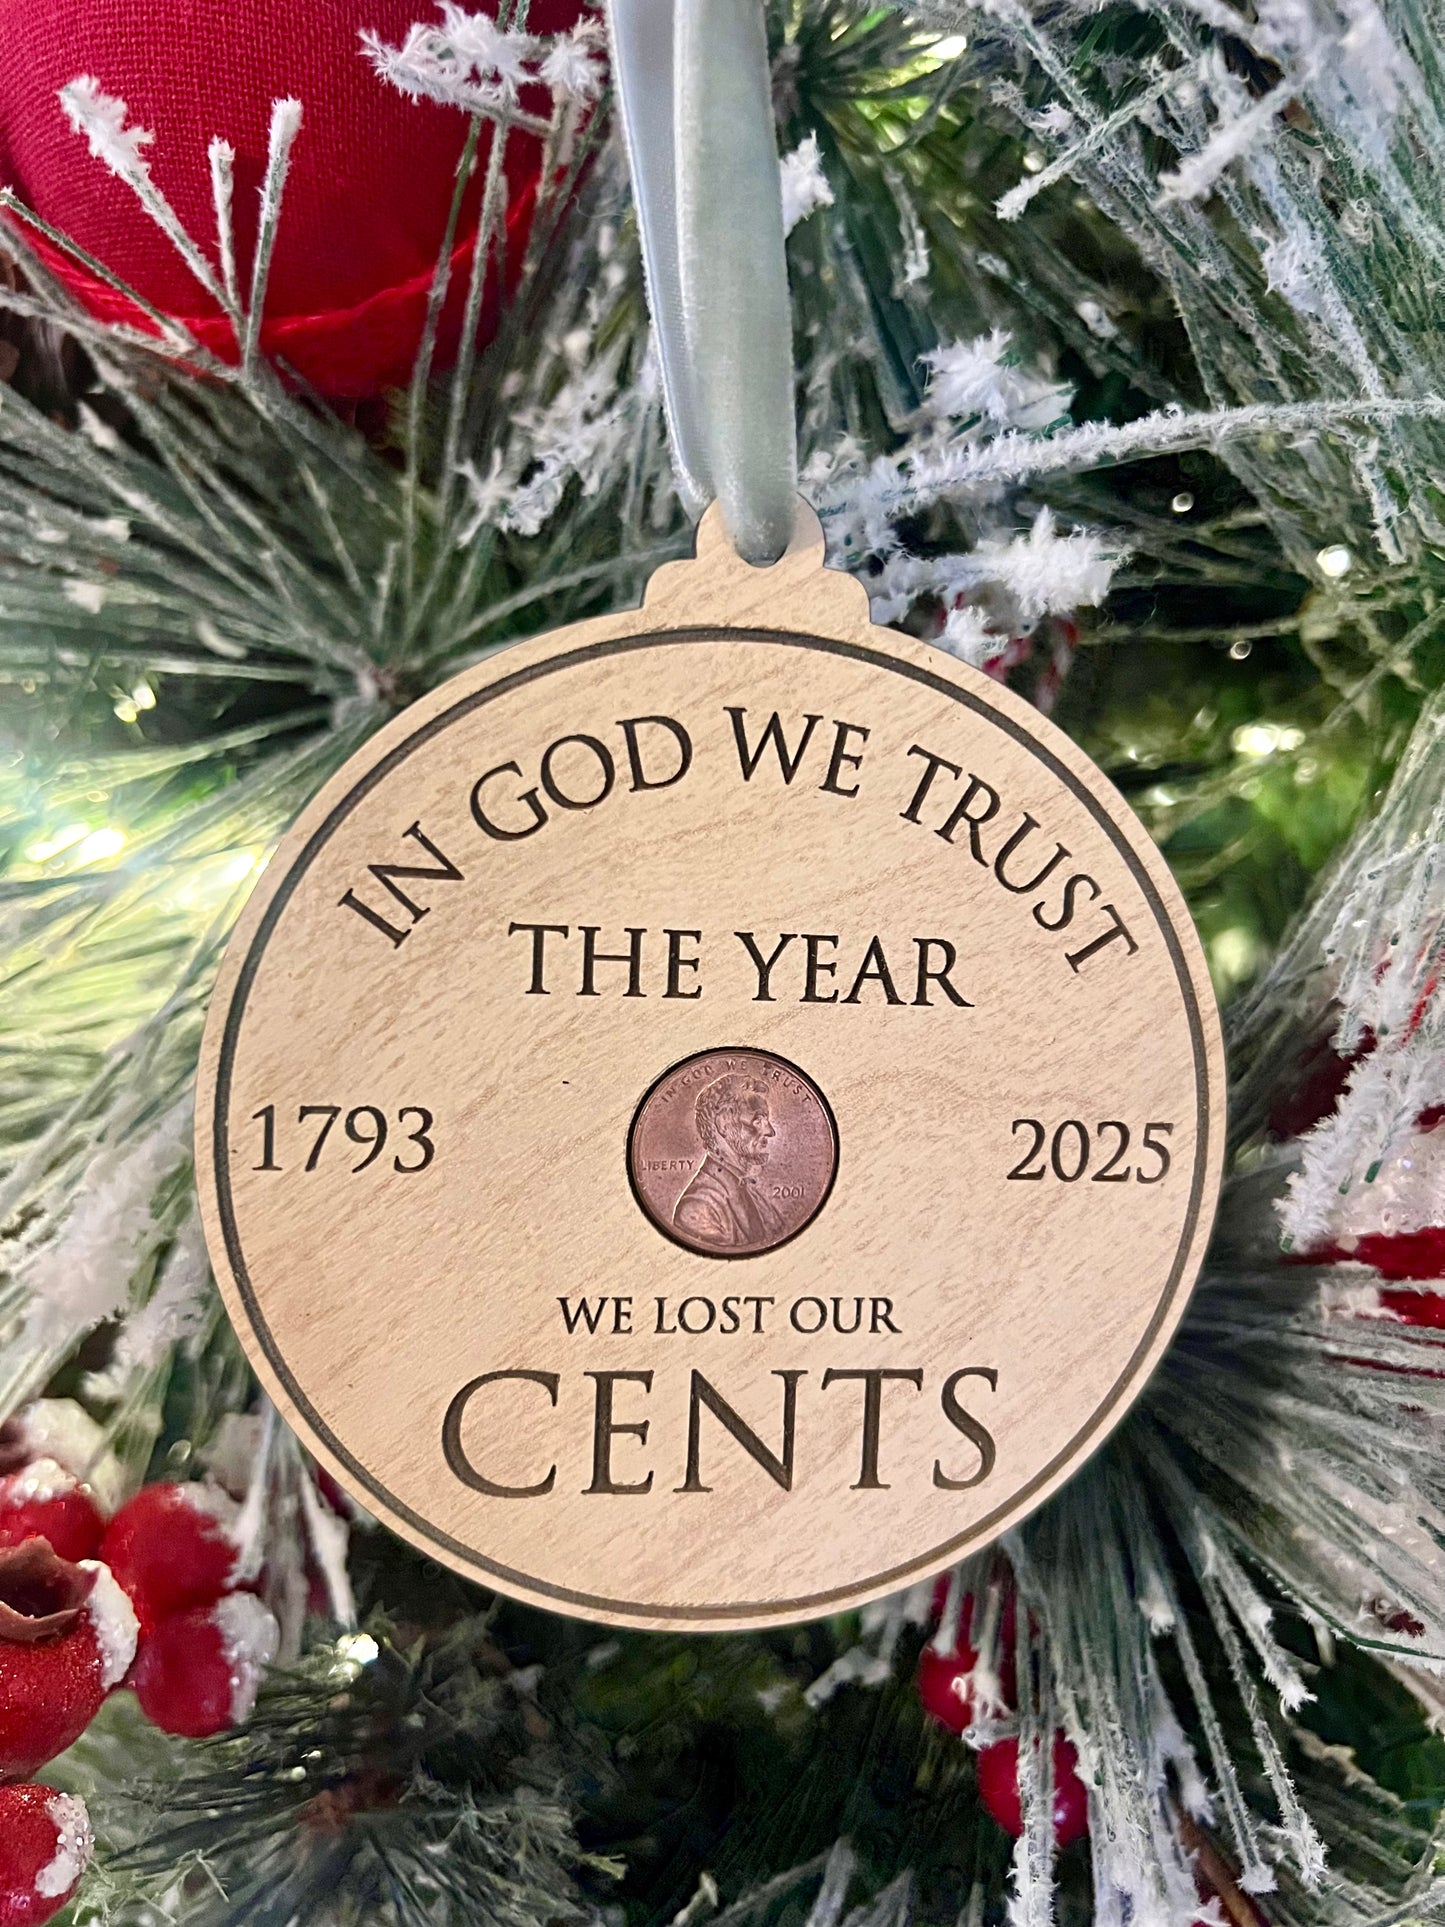 IN GOD WE TRUST
THE YEAR
1793
IN GOD WE TRUST
LIBERTY
2001
2025
WE LOST OUR
CENTS